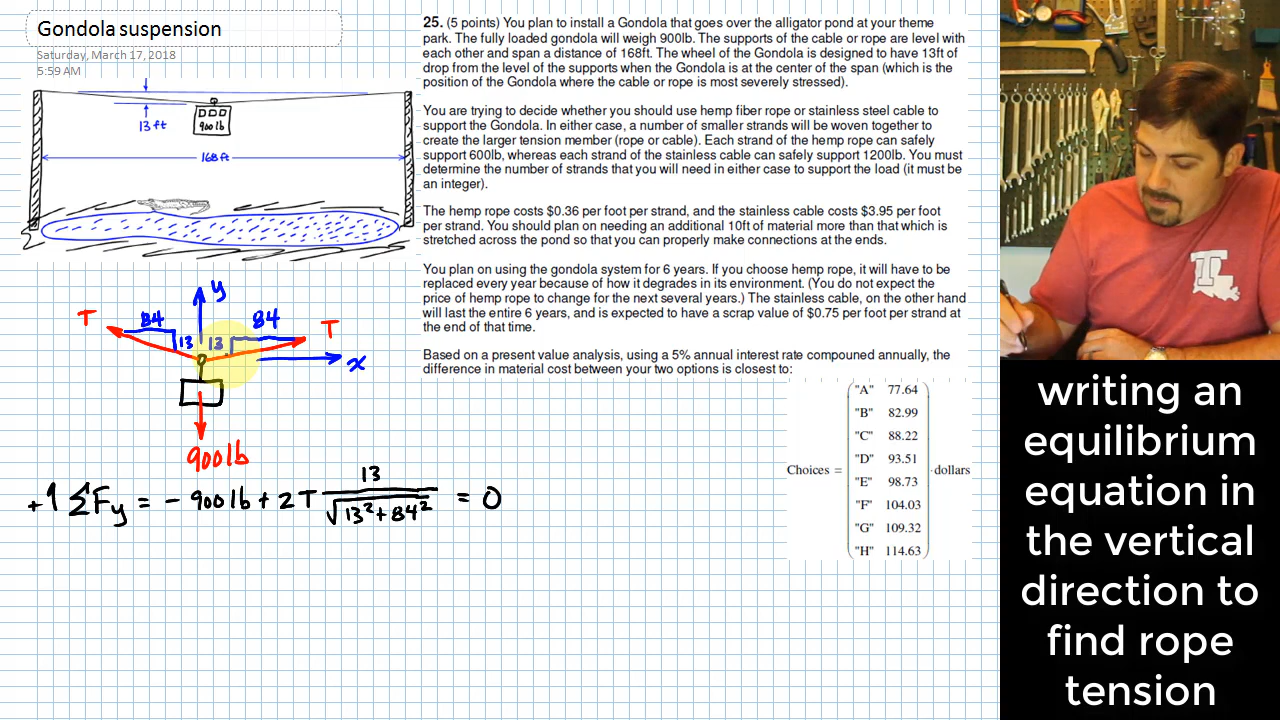 Gondola suspension
Saturday, March 17, 2018
5:59 AM
13 ft
900 lb
168 ft
25. (5 points) You plan to install a Gondola that goes over the alligator pond at your theme
park. The fully loaded gondola will weigh 900lb. The supports of the cable or rope are level with
each other and span a distance of 168ft. The wheel of the Gondola is designed to have 13ft of
drop from the level of the supports when the Gondola is at the center of the span (which is the
position of the Gondola where the cable or rope is most severely stressed).
You are trying to decide whether you should use hemp fiber rope or stainless steel cable to
support the Gondola. In either case, a number of smaller strands will be woven together to
create the larger tension member (rope or cable). Each strand of the hemp rope can safely
support 600lb, whereas each strand of the stainless cable can safely support 1200lb. You must
determine the number of strands that you will need in either case to support the load (it must be
an integer).
The hemp rope costs $0.36 per foot per strand, and the stainless cable costs $3.95 per foot
per strand. You should plan on needing an additional 10ft of material more than that which is
stretched across the pond so that you can properly make connections at the ends.
You plan on using the gondola system for 6 years. If you choose hemp rope, it will have to be
replaced every year because of how it degrades in its environment. (You do not expect the
price of hemp rope to change for the next several years.) The stainless cable, on the other hand
will last the entire 6 years, and is expected to have a scrap value of $0.75 per foot per strand at
the end of that time.
Based on a present value analysis, using a 5% annual interest rate compounded annually, the
difference in material cost between your two options is closest to:
Choices =
"A" 77.64
"B" 82.99
"C" 88.22
"D" 93.51
"E" 98.73
"F" 104.03
"G" 109.32
"H" 114.63
· dollars
y
T 84 84 T
13 13
x
900lb
+↑ ΣFy = - 900 lb + 2 T 13 / √13² + 84² = 0
writing an
equilibrium
equation in
the vertical
direction to
find rope
tension